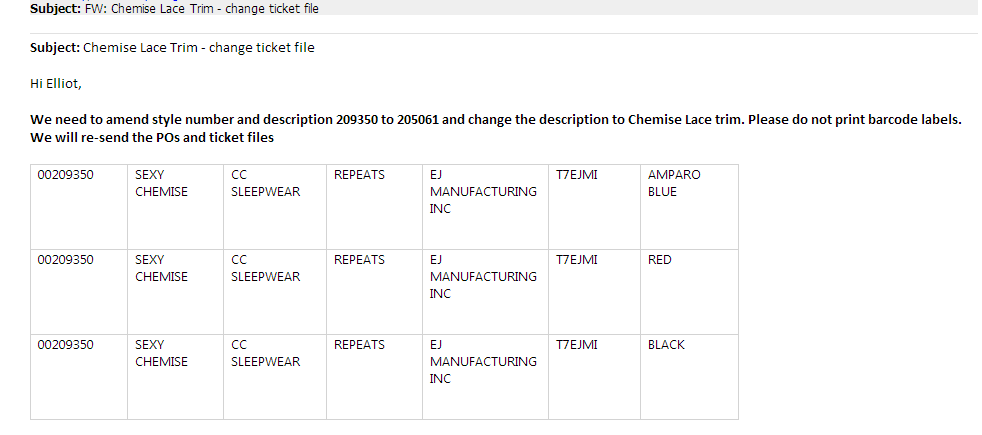 Subject: FW: Chemise Lace Trim - change ticket file
Subject: Chemise Lace Trim - change ticket file
Hi Elliot,
We need to amend style number and description 209350 to 205061 and change the description to Chemise Lace trim. Please do not print barcode labels.
We will re-send the POs and ticket files
00209350 SEXY CC REPEATS EJ T7EJMI AMPARO
CHEMISE SLEEPWEAR MANUFACTURING BLUE
INC
00209350 SEXY CC REPEATS EJ T7EJMI RED
CHEMISE SLEEPWEAR MANUFACTURING
INC
00209350 SEXY CC REPEATS EJ T7EJMI BLACK
CHEMISE SLEEPWEAR MANUFACTURING
INC